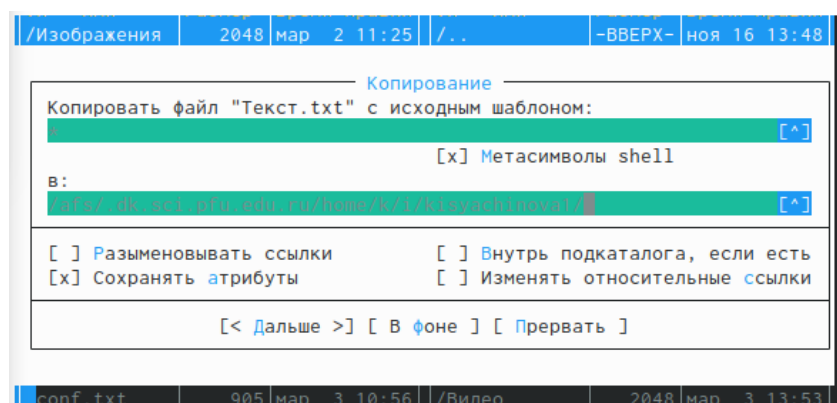 /Изображения 2048 мар 2 11:25 /.. -ВВЕРХ- ноя 16 13:48
Копирование
Копировать файл "Текст.txt" с исходным шаблоном:
* [^]
[x] Метасимволы shell
в:
/afs/.dk.sci.pfu.edu.ru/home/k/i/kisyachinova1/ [^]
[ ] Разыменовывать ссылки [ ] Внутрь подкаталога, если есть
[x] Сохранять атрибуты [ ] Изменять относительные ссылки
[< Дальше >] [ В фоне ] [ Прервать ]
conf.txt 905 мар 3 10:56 /Видео 2048 мар 3 13:53